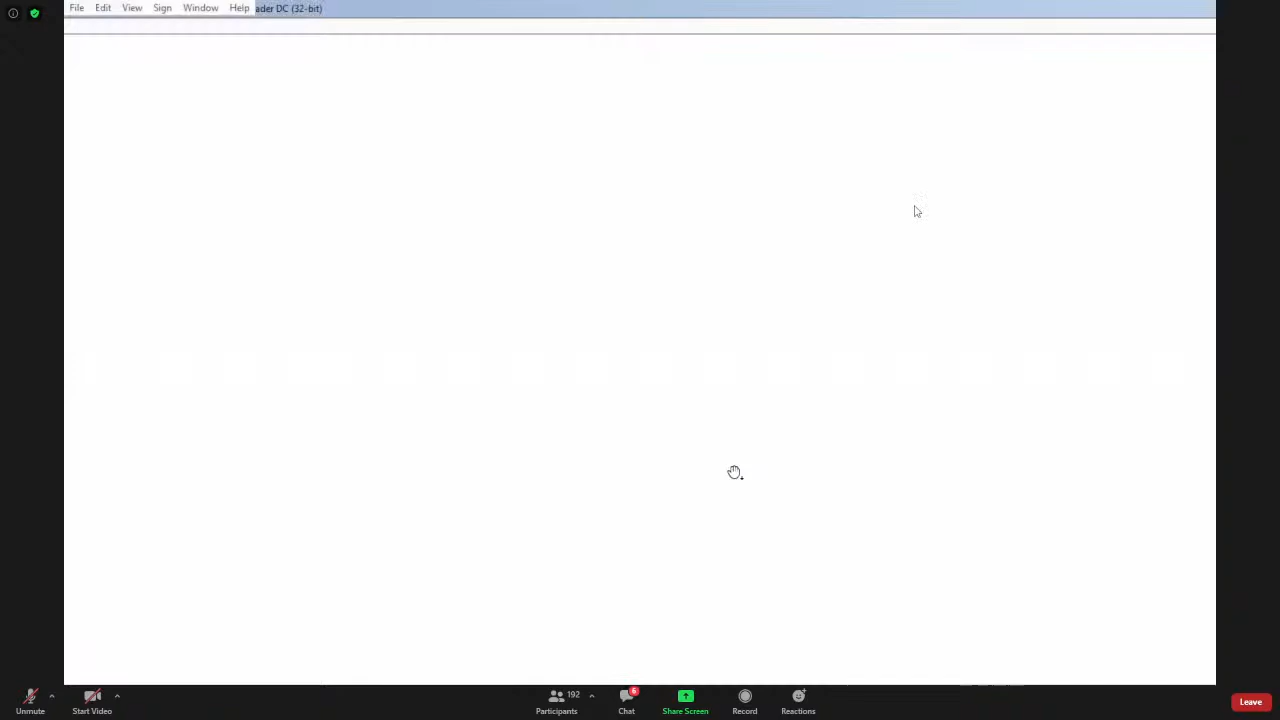 File Edit View Sign Window Help ader DC (32-bit)
192
6
Unmute Start Video Participants Chat Share Screen Record Reactions Leave